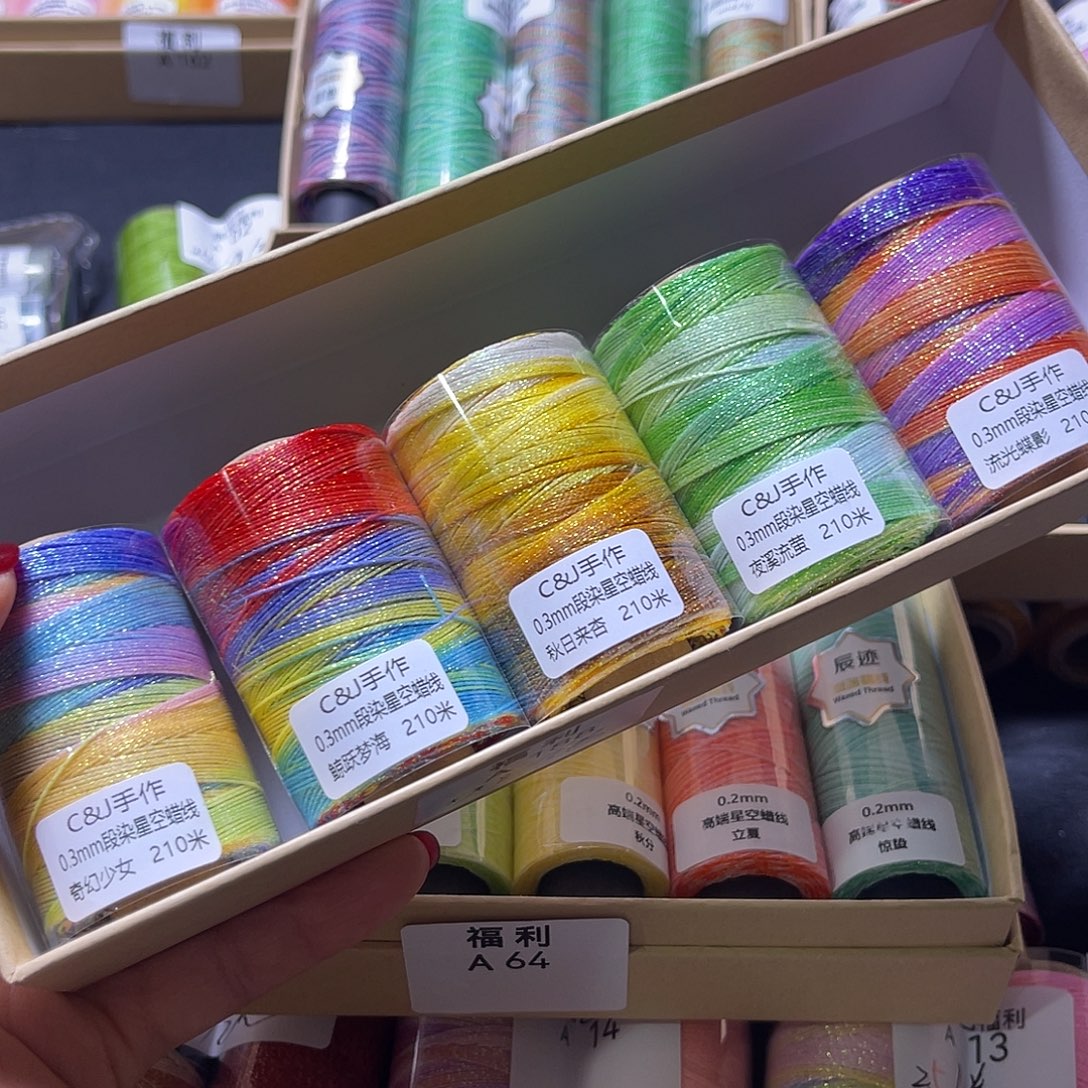 福利
A 102
C&J手作
0.3mm段染星空蜡线
流光蝶影 210
C&J手作
0.3mm段染星空蜡线
夜溪流萤 210米
C&J手作
0.3mm段染星空蜡线
秋日来杏 210米
C&J手作
0.3mm段染星空蜡线
鲸跃梦海 210米
C&J手作
0.3mm段染星空蜡线
奇幻少女 210米
辰迹
Waxed Thread
Waxed Thread
0.2mm
高端星空蠟线
秋分
0.2mm
高端星空蠟线
立夏
0.2mm
高端星空蠟线
惊蛰
福利
A 64
A 14
福利
13